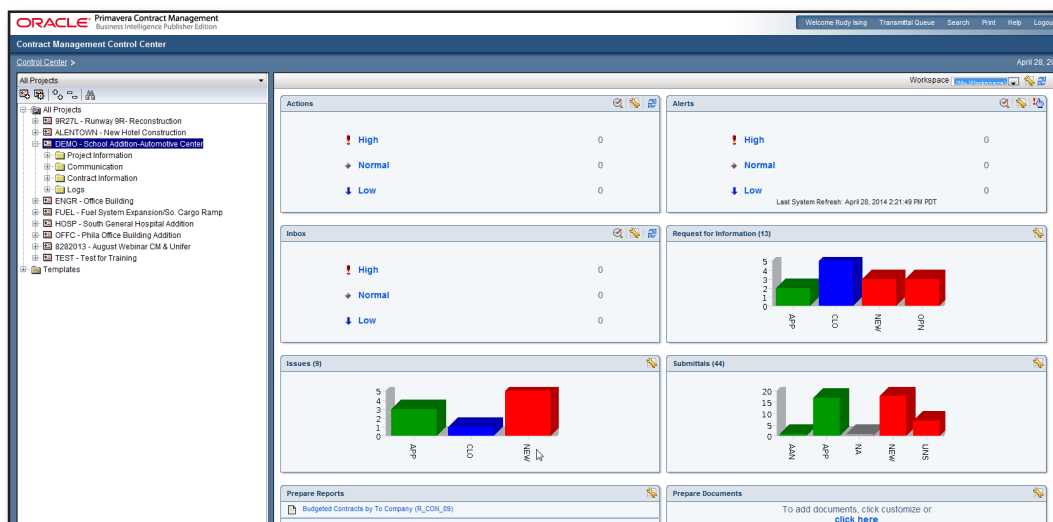 ORACLE Primavera Contract Management
Business Intelligence Publisher Edition
Welcome Rudy Ising Transmittal Queue Search Print Help Logout
Contract Management Control Center
Control Center >
April 28, 20
All Projects
Workspace (My Workspace)
All Projects
9R27L - Runway 9R- Reconstruction
ALENTOWN - New Hotel Construction
DEMO - School Addition-Automotive Center
Project Information
Communication
Contract Information
Logs
ENGR - Office Building
FUEL - Fuel System Expansion/So. Cargo Ramp
HOSP - South General Hospital Addition
OFFC - Phila Office Building Addition
8282013 - August Webinar CM & Unifer
TEST - Test for Training
Templates
Actions
High 0
Normal 0
Low 0
Alerts
High 0
Normal 0
Low 0
Last System Refresh: April 28, 2014 2:21:49 PM PDT
Inbox
High 0
Normal 0
Low 0
Request for Information (13)
5
4
3
2
1
0
APP CLO NEW OPN
Issues (9)
5
4
3
2
1
0
APP CLO NEW
Submittals (44)
20
15
10
5
0
AAN APP NA NEW UNS
Prepare Reports
Budgeted Contracts by To Company (R_CON_09)
Prepare Documents
To add documents, click customize or
click here